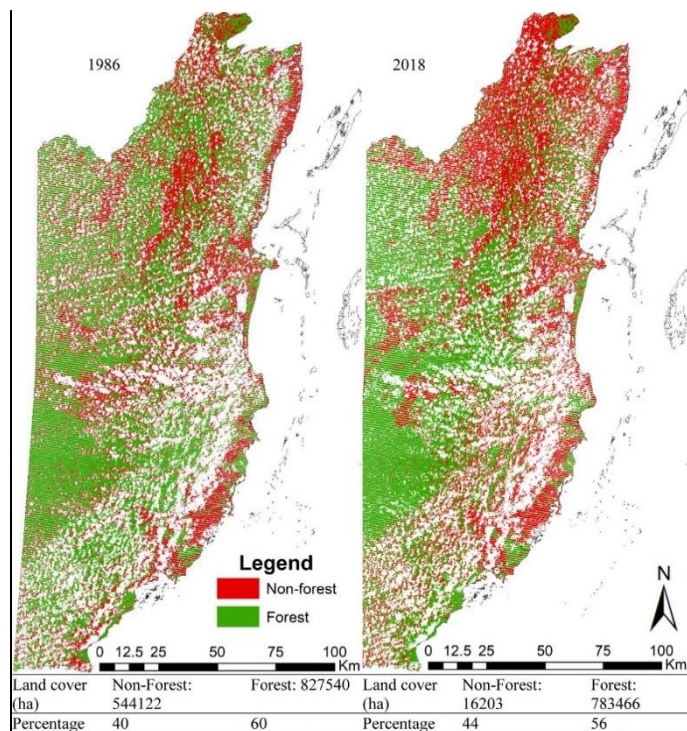 1986
2018
Legend
Non-forest
Forest
N
0 12.5 25 50 75 100
Km
0 12.5 25 50 75 100
Km
Land cover Non-Forest: Forest: 827540 Land cover Non-Forest: Forest:
(ha) 544122 (ha) 16203 783466
Percentage 40 60 Percentage 44 56